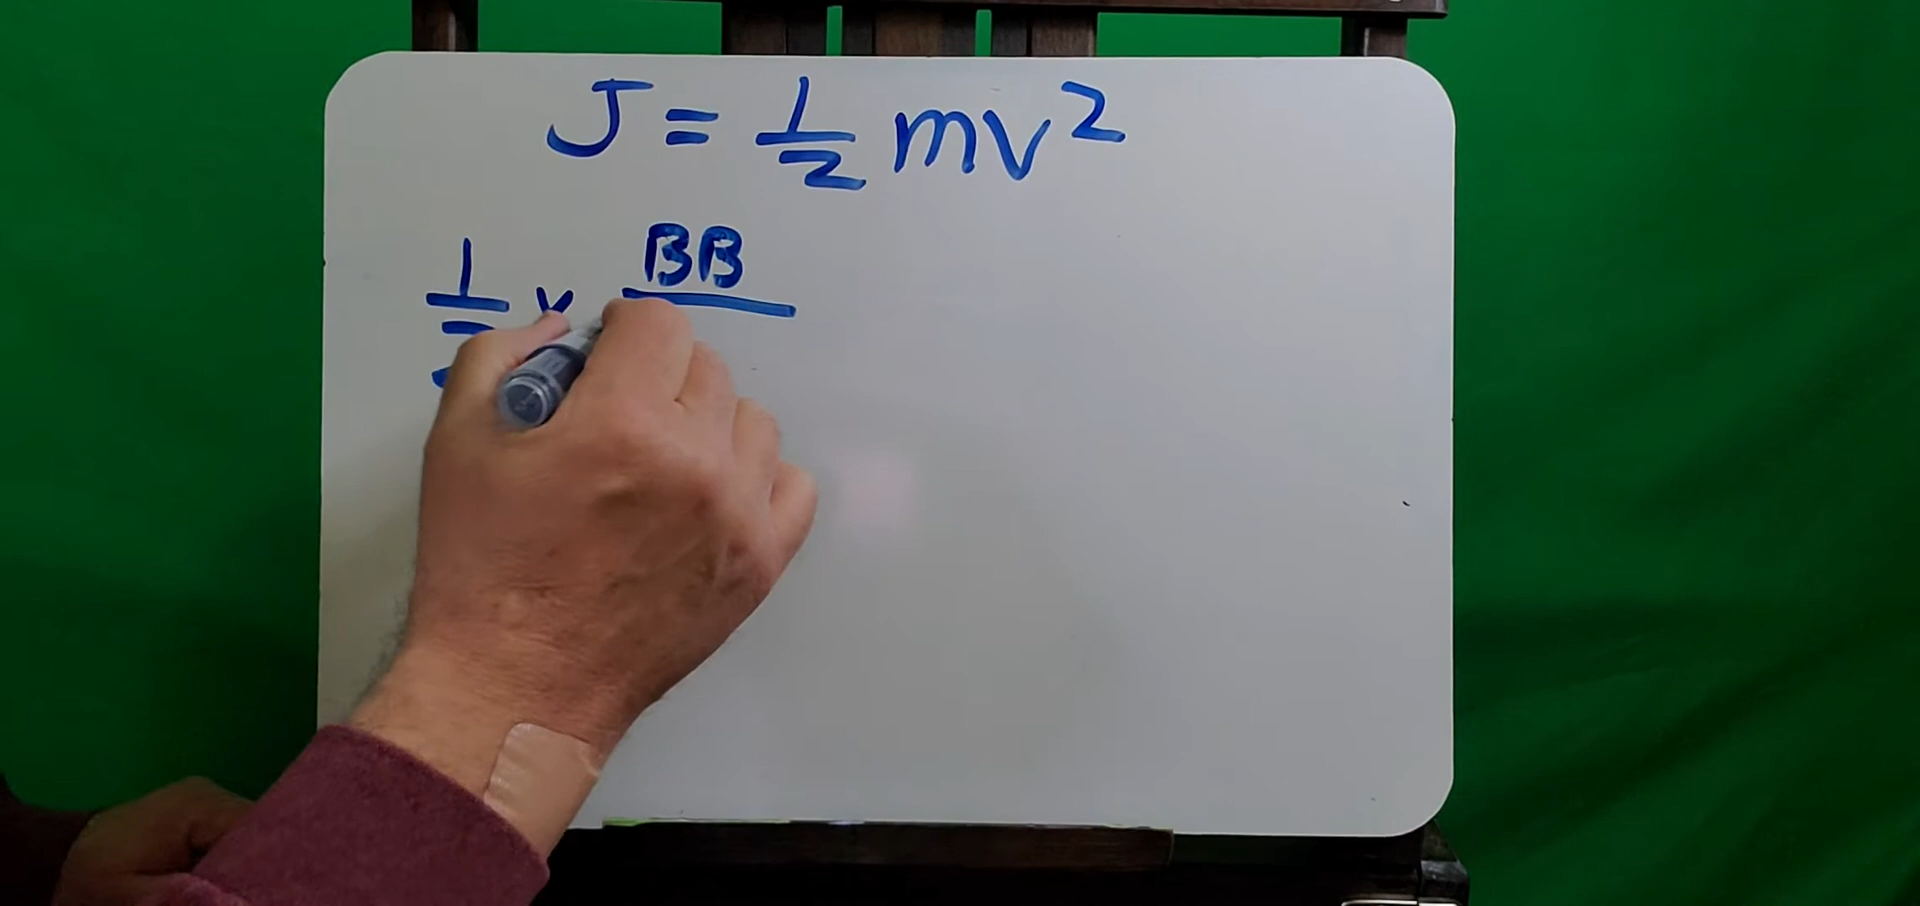 J = 1/2 mv²
1/2 x BB